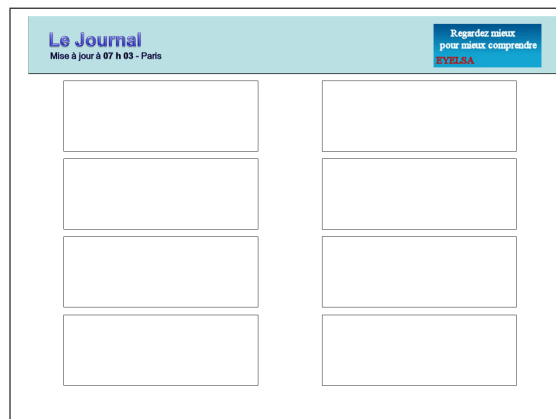 Le Journal
Mise à jour à 07 h 03 - Paris
Regardez mieux
pour mieux comprendre
EYELSA